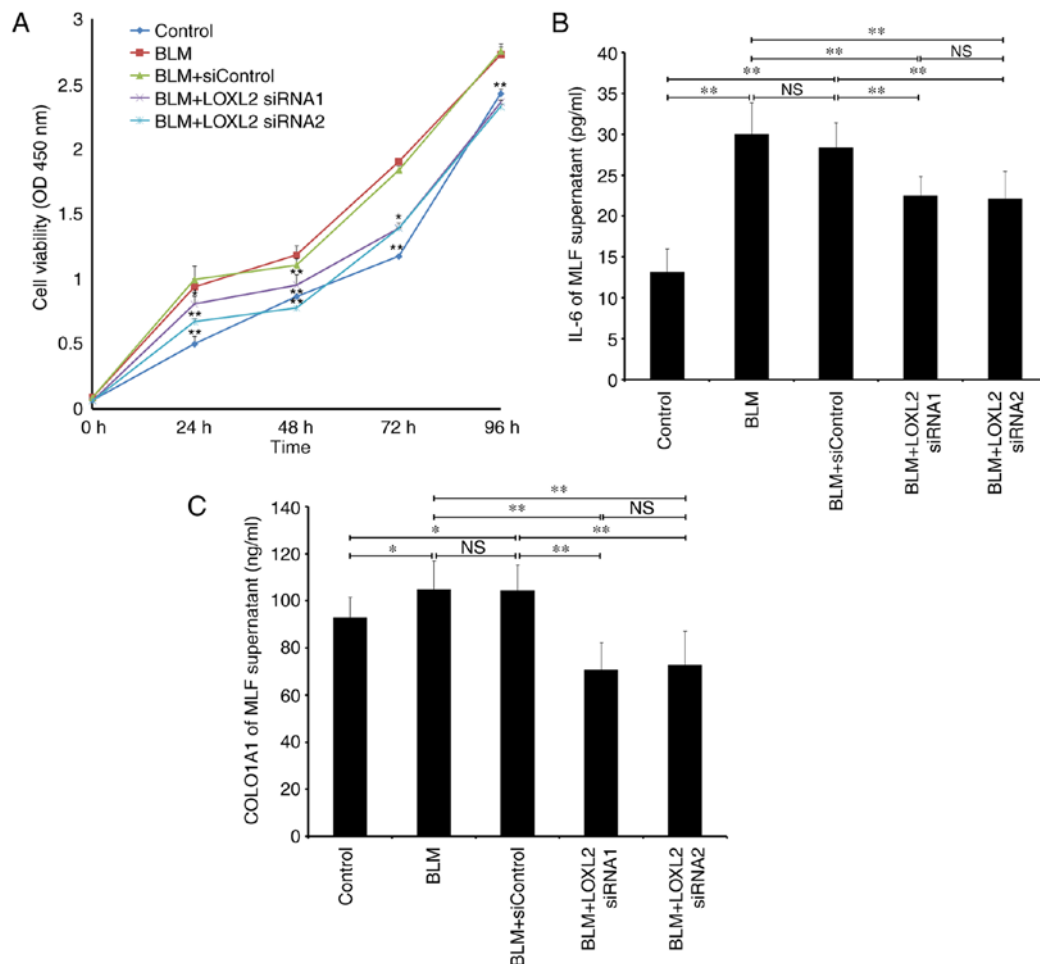 A
Control
BLM
BLM+siControl
BLM+LOXL2 siRNA1
BLM+LOXL2 siRNA2
Cell viability (OD 450 nm)
3
2.5
2
1.5
1
0.5
0
**
*
**
**
**
**
*
**
**
0 h
24 h
48 h
72 h
96 h
Time
B
IL-6 of MLF supernatant (pg/ml)
40
35
30
25
20
15
10
5
0
**
**
NS
**
**
**
NS
**
Control
BLM
BLM+siControl
BLM+LOXL2
siRNA1
BLM+LOXL2
siRNA2
C
COLO1A1 of MLF supernatant (ng/ml)
140
120
100
80
60
40
20
0
**
**
NS
*
**
*
NS
**
Control
BLM
BLM+siControl
BLM+LOXL2
siRNA1
BLM+LOXL2
siRNA2